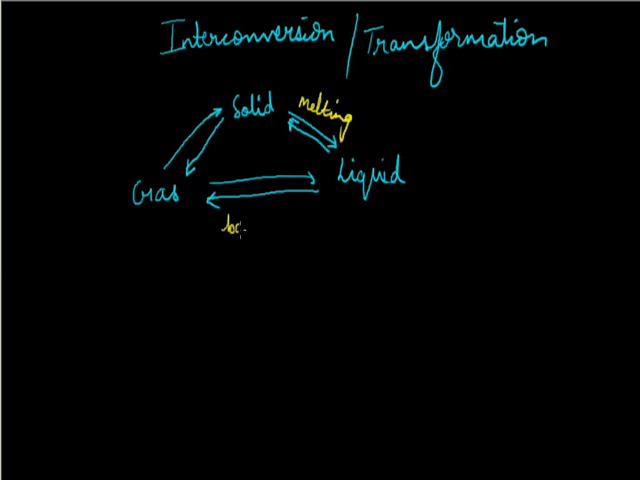 Interconversion / Transformation
Solid melting
Gas Liquid